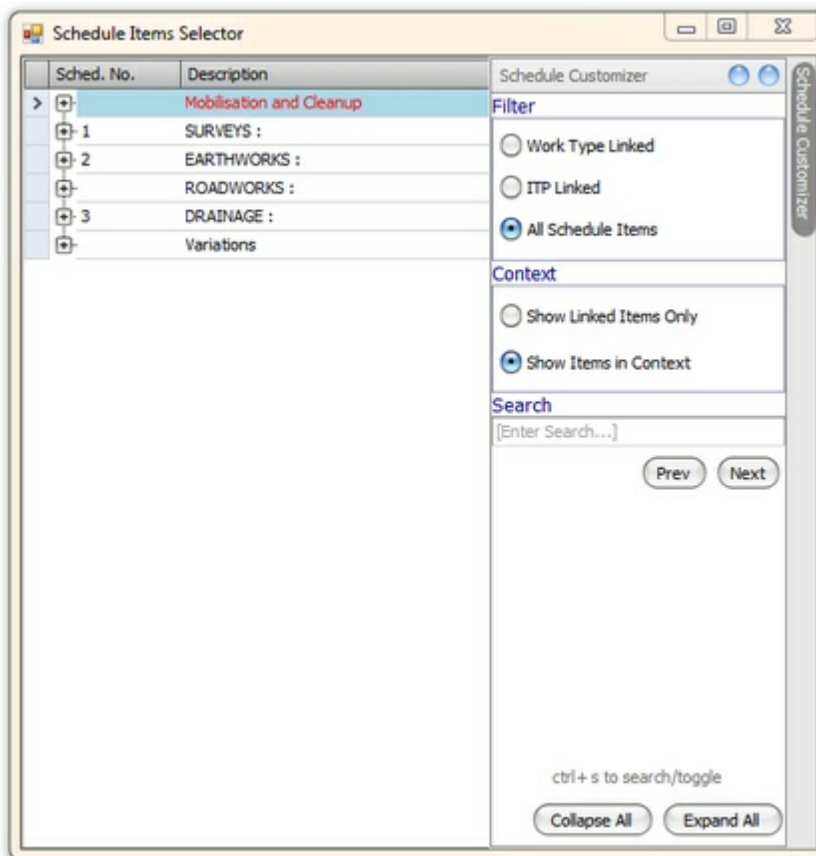 Schedule Items Selector
Sched. No. Description
Mobilisation and Cleanup
1 SURVEYS :
2 EARTHWORKS :
ROADWORKS :
3 DRAINAGE :
Variations
Schedule Customizer
Filter
Work Type Linked
ITP Linked
All Schedule Items
Context
Show Linked Items Only
Show Items in Context
Search
[Enter Search...]
Prev Next
ctrl+s to search/toggle
Collapse All Expand All
Schedule Customizer